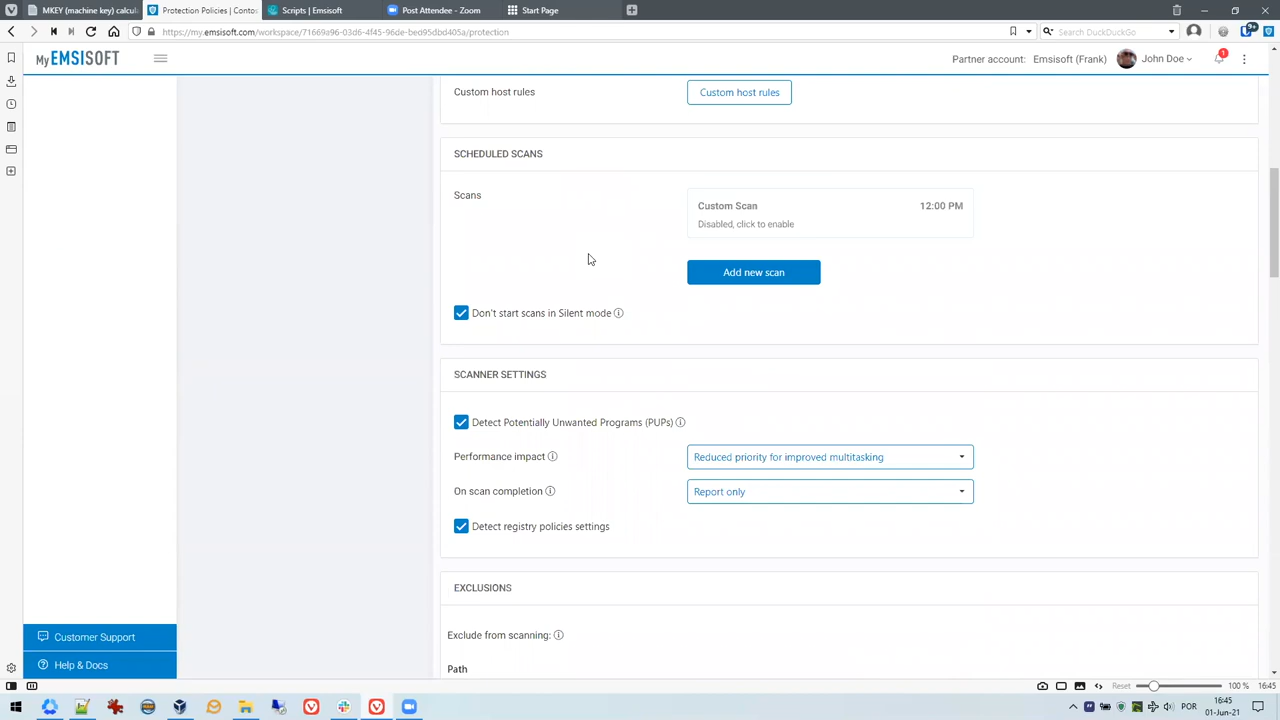 MKEY (machine key) calcul
Protection Policies | Conto
Scripts | Emsisoft
Post Attendee - Zoom
Start Page
https://my.emsisoft.com/workspace/71669a96-03d6-4f45-96de-bed95dbd405a/protection
Search DuckDuckGo
9+
My EMSISOFT
Partner account: Emsisoft (Frank)
John Doe
1
Custom host rules
Custom host rules
SCHEDULED SCANS
Scans
Custom Scan
12:00 PM
Disabled, click to enable
Add new scan
Don't start scans in Silent mode
SCANNER SETTINGS
Detect Potentially Unwanted Programs (PUPs)
Performance impact
Reduced priority for improved multitasking
On scan completion
Report only
Detect registry policies settings
EXCLUSIONS
Exclude from scanning:
Path
Customer Support
Help & Docs
Reset
100 %
16:45
POR
16:45
01-Jun-21